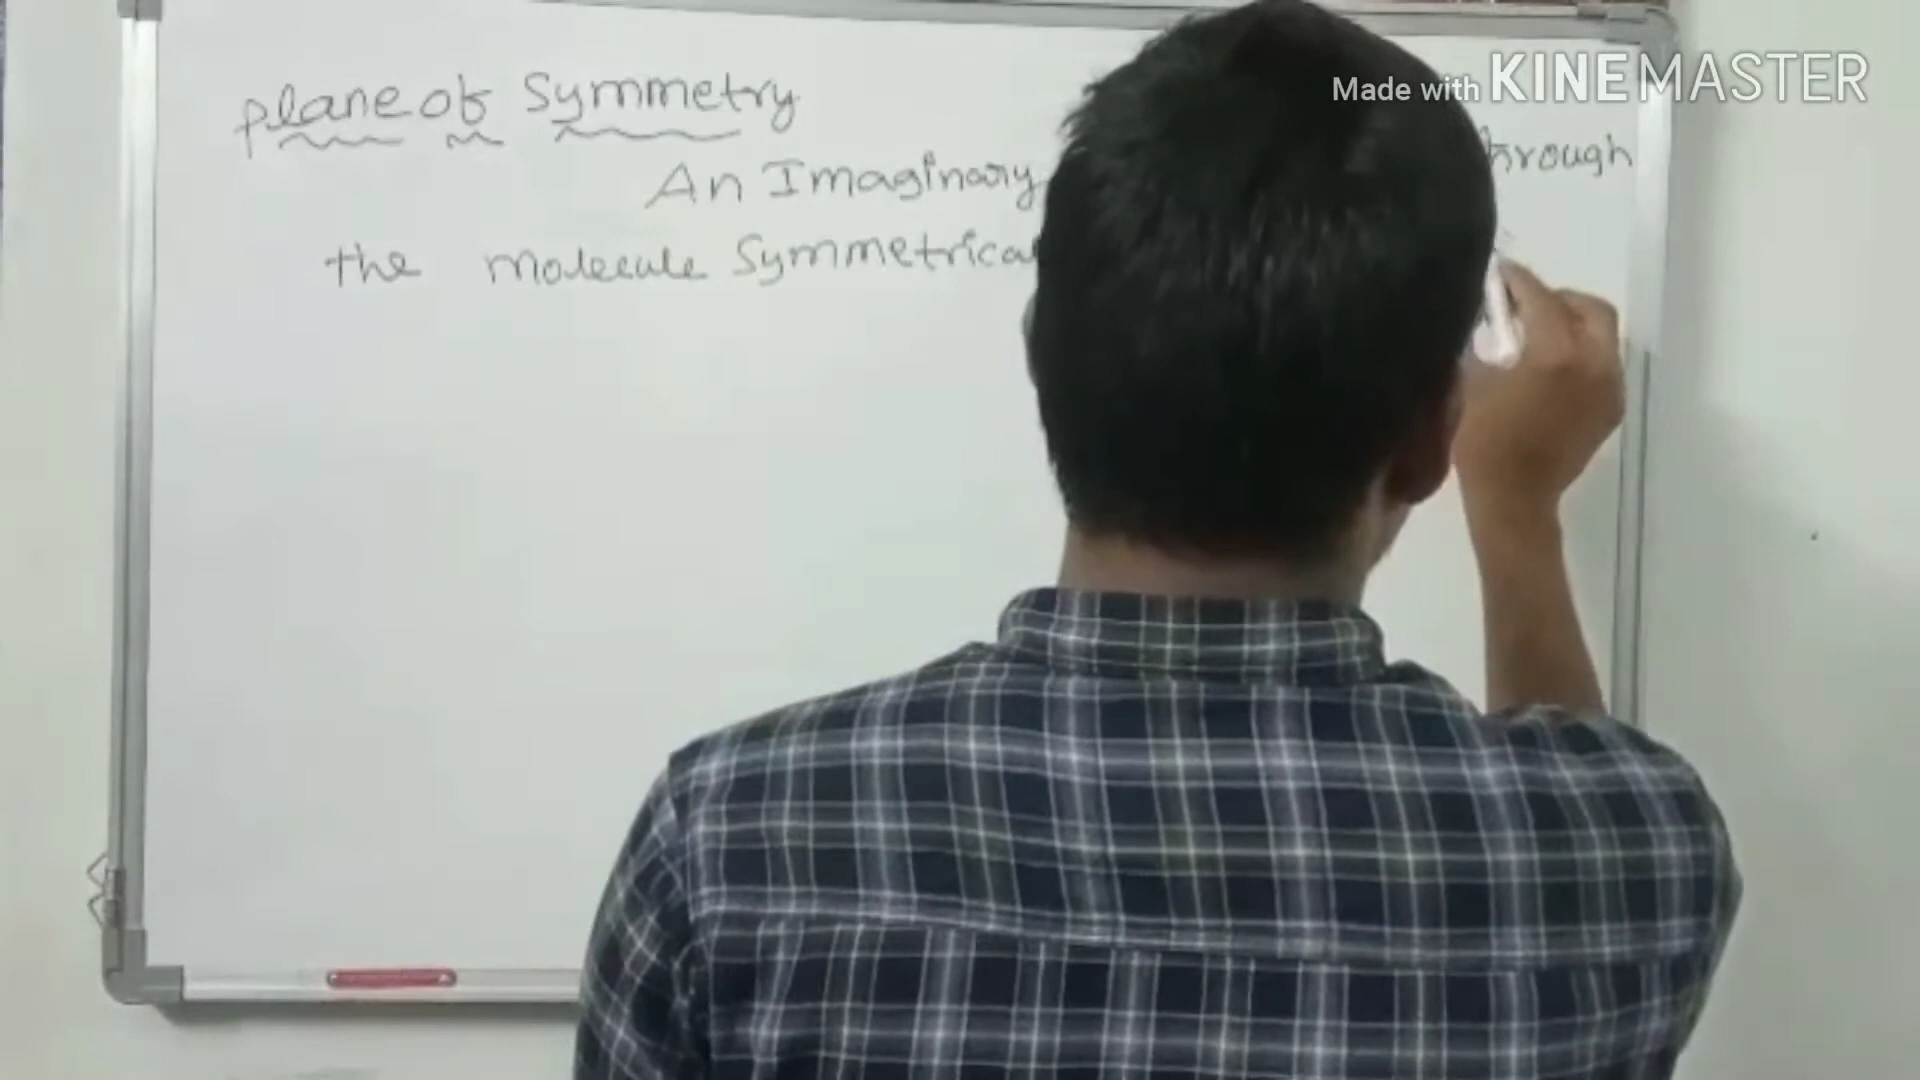 Made with KINEMASTER
plane of Symmetry
An Imaginary through
the Molecule Symmetrical